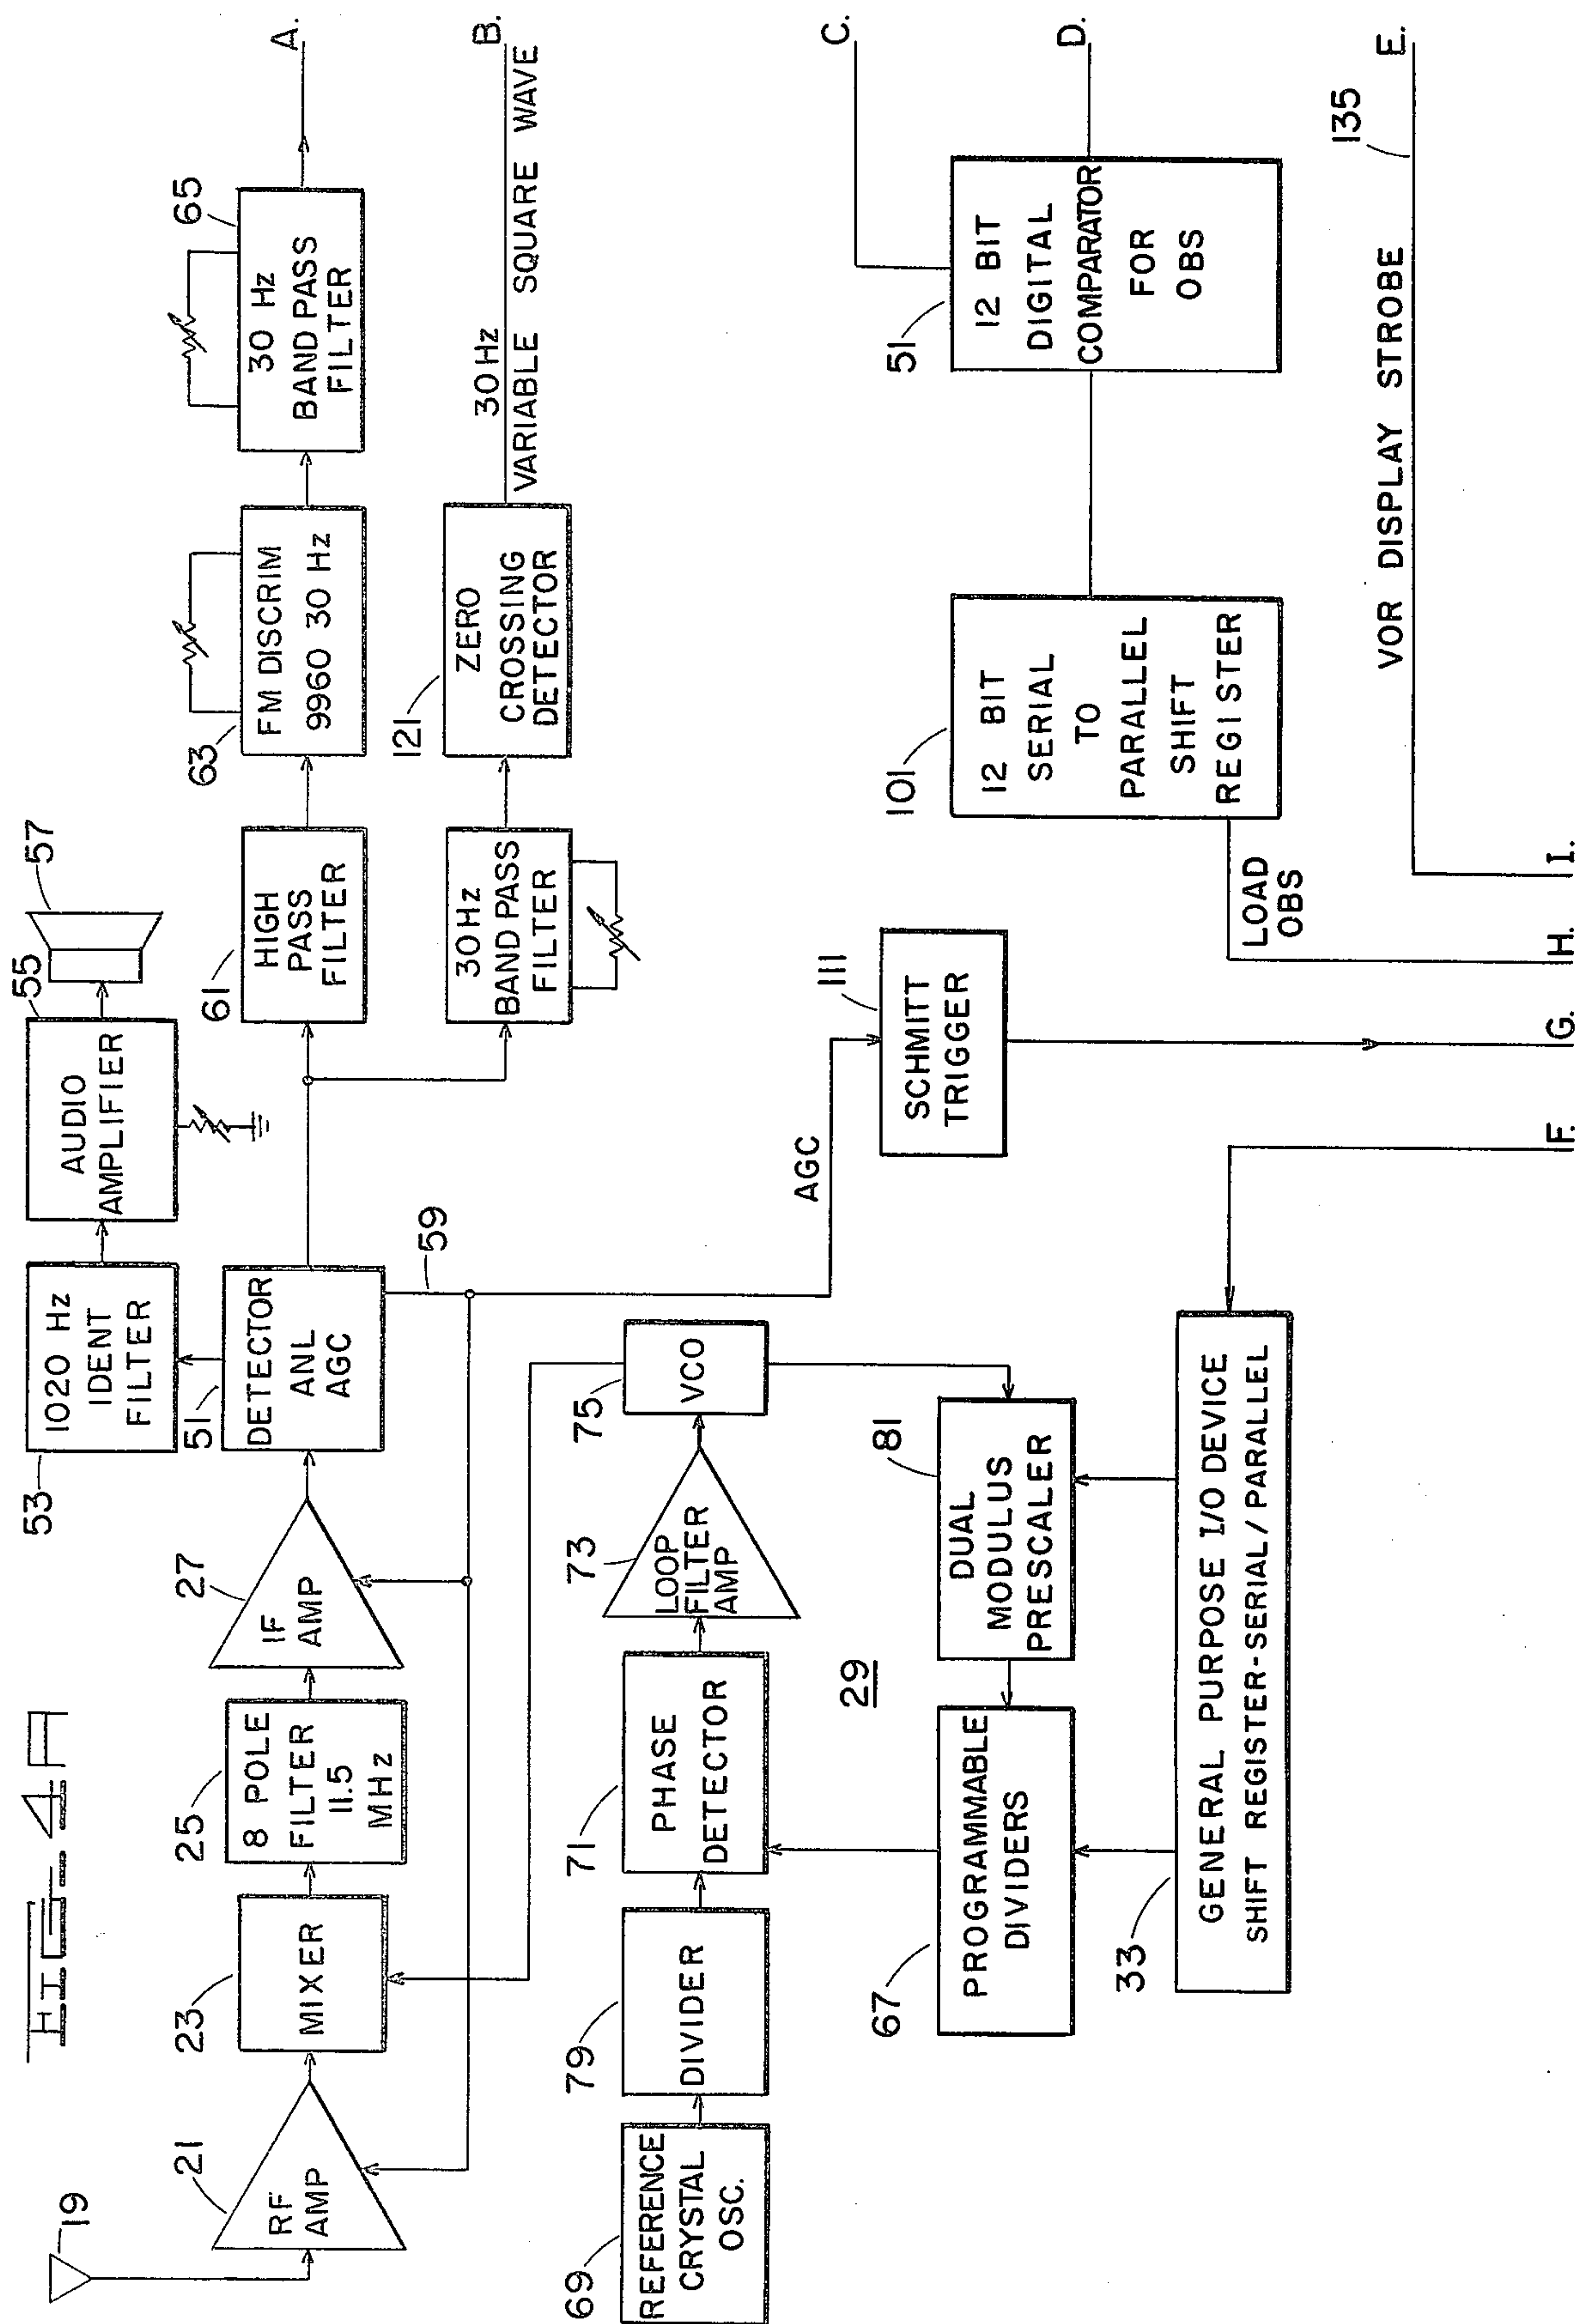 FIG-4A
19
21
RF
AMP
23
MIXER
25
8 POLE
FILTER
11.5
MHz
27
IF
AMP
51
DETECTOR
ANL
AGC
53
1020 Hz
IDENT
FILTER
55
AUDIO
AMPLIFIER
57
59
61
HIGH
PASS
FILTER
63
FM DISCRIM
9960 30 Hz
65
30 Hz
BAND PASS
FILTER
A.
30 Hz
BAND PASS
FILTER
121
ZERO
CROSSING
DETECTOR
30 Hz
VARIABLE SQUARE WAVE
B.
69
REFERENCE
CRYSTAL
OSC.
79
DIVIDER
71
PHASE
DETECTOR
73
LOOP
FILTER
AMP
75
VCO
AGC
111
SCHMITT
TRIGGER
29
67
PROGRAMMABLE
DIVIDERS
81
DUAL
MODULUS
PRESCALER
33
GENERAL PURPOSE I/O DEVICE
SHIFT REGISTER-SERIAL/PARALLEL
101
12 BIT
SERIAL
TO
PARALLEL
SHIFT
REGISTER
LOAD
OBS
51
12 BIT
DIGITAL
COMPARATOR
FOR
OBS
C.
D.
VOR DISPLAY STROBE
135
E.
F.
G.
H.
I.